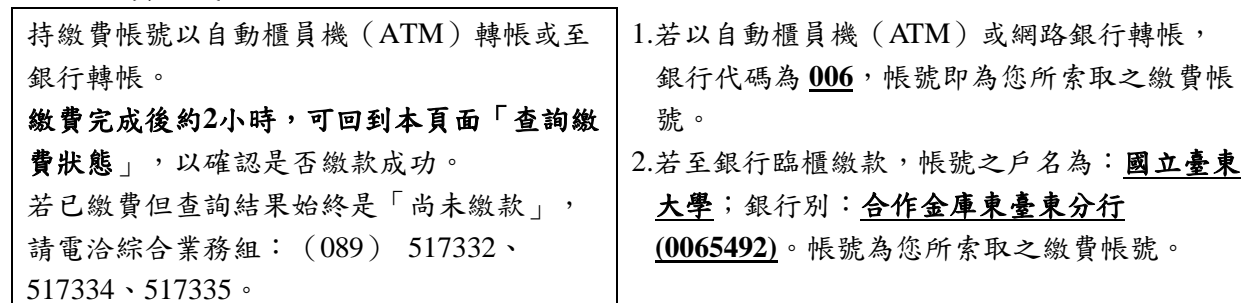 持繳費帳號以自動櫃員機（ATM）轉帳或至
銀行轉帳。
繳費完成後約2小時，可回到本頁面「查詢繳
費狀態」，以確認是否繳款成功。
若已繳費但查詢結果始終是「尚未繳款」，
請電洽綜合業務組：（089） 517332、
517334、517335。
1.若以自動櫃員機（ATM）或網路銀行轉帳，
銀行代碼為 006，帳號即為您所索取之繳費帳
號。
2.若至銀行臨櫃繳款，帳號之戶名為：國立臺東
大學；銀行別：合作金庫東臺東分行
(0065492)。帳號為您所索取之繳費帳號。